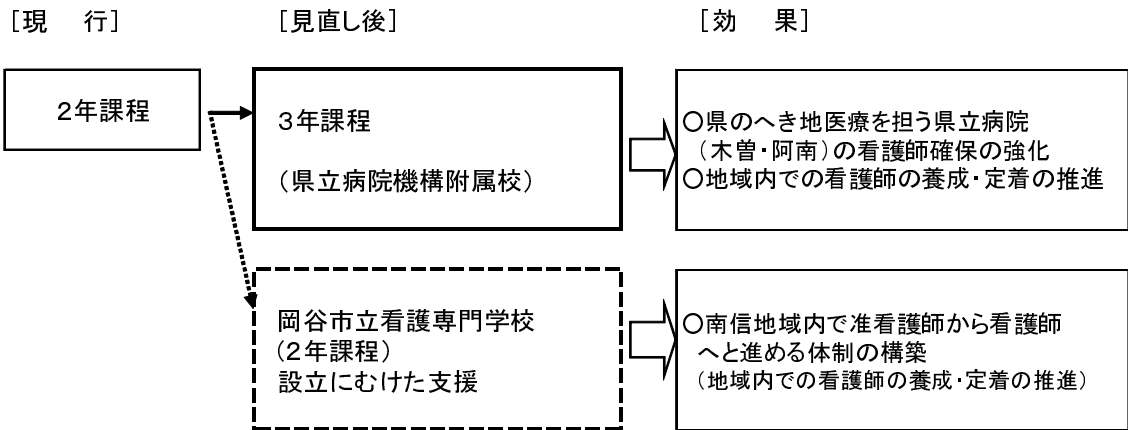 [現　行]
[見直し後]
[効　果]
２年課程
３年課程
（県立病院機構附属校）
○県のへき地医療を担う県立病院
（木曽・阿南）の看護師確保の強化
○地域内での看護師の養成・定着の推進
岡谷市立看護専門学校
(２年課程)
設立にむけた支援
○南信地域内で准看護師から看護師
へと進める体制の構築
（地域内での看護師の養成・定着の推進）